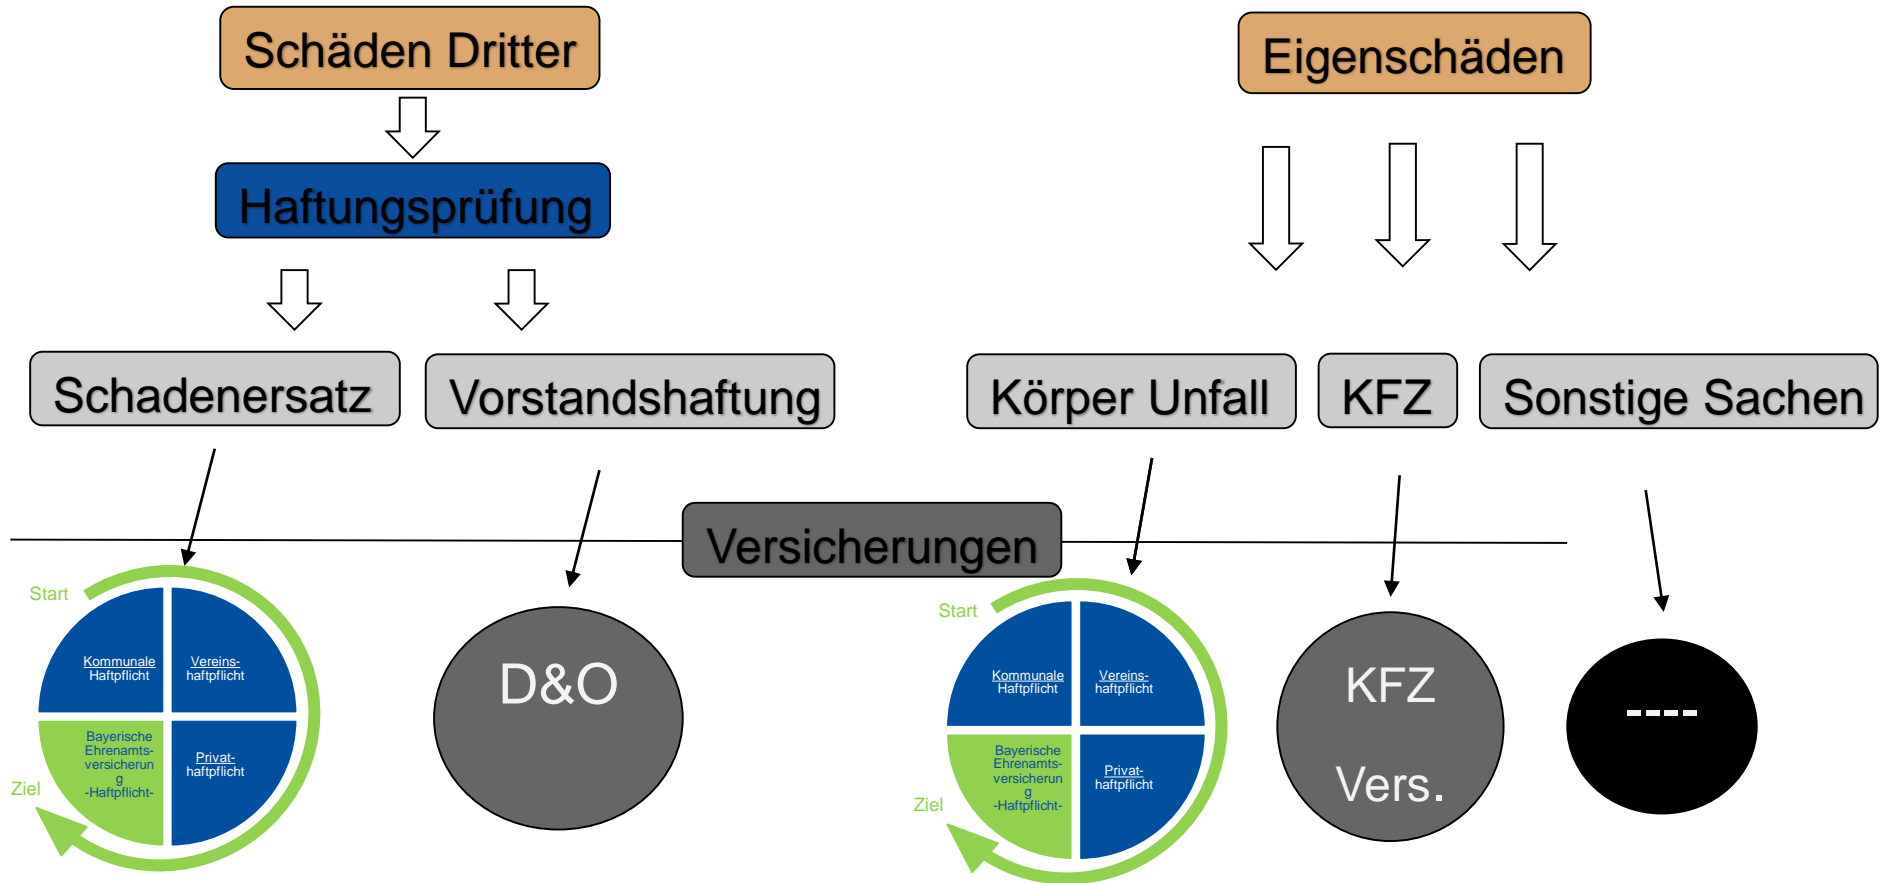 Schäden Dritter
Eigenschäden
Haftungsprüfung
Schadenersatz
Vorstandshaftung
Körper Unfall
KFZ
Sonstige Sachen
Versicherungen
Start
Kommunale
Haftpflicht
Vereins-
haftpflicht
Bayerische
Ehrenamts-
versicherun
g
-Haftpflicht-
Privat-
haftpflicht
Ziel
D&O
Start
Kommunale
Haftpflicht
Vereins-
haftpflicht
Bayerische
Ehrenamts-
versicherun
g
-Haftpflicht-
Privat-
haftpflicht
Ziel
KFZ
Vers.
----